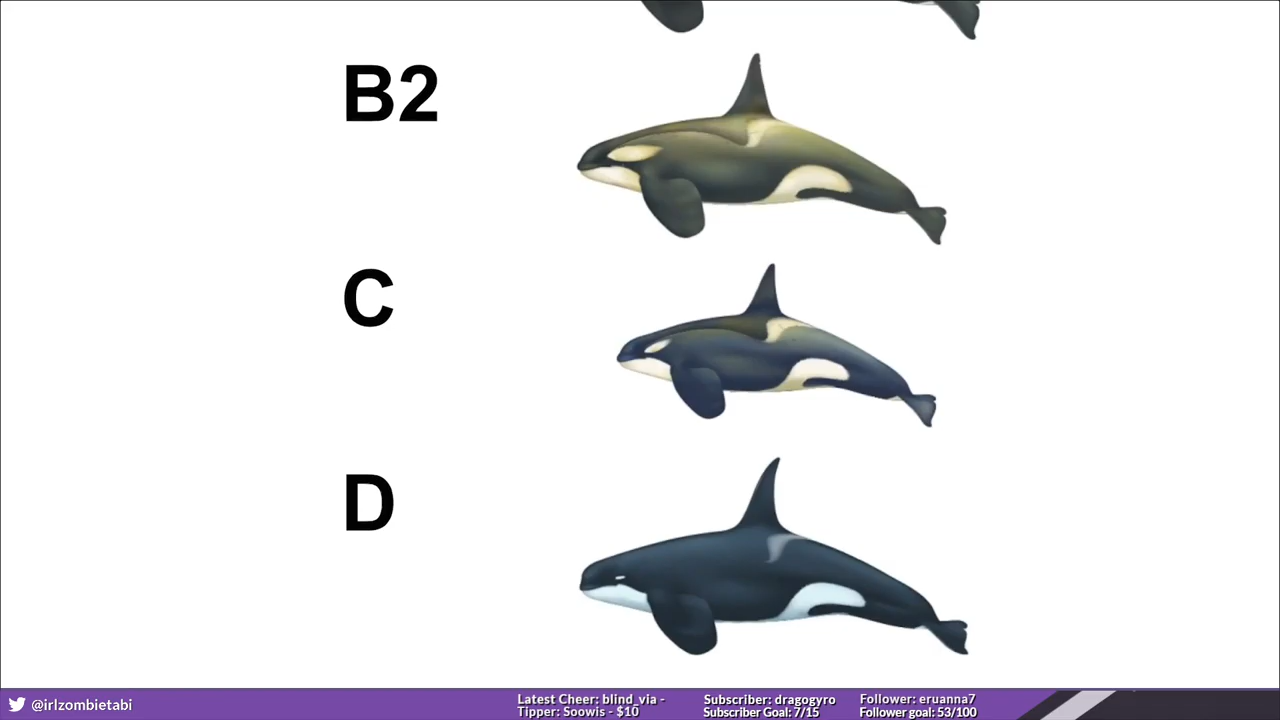 B2
C
D
@irlzombietabi
Latest Cheer: blind_via -
Tipper: Soowis - $10
Subscriber: dragogyro
Subscriber Goal: 7/15
Follower: eruanna7
Follower goal: 53/100